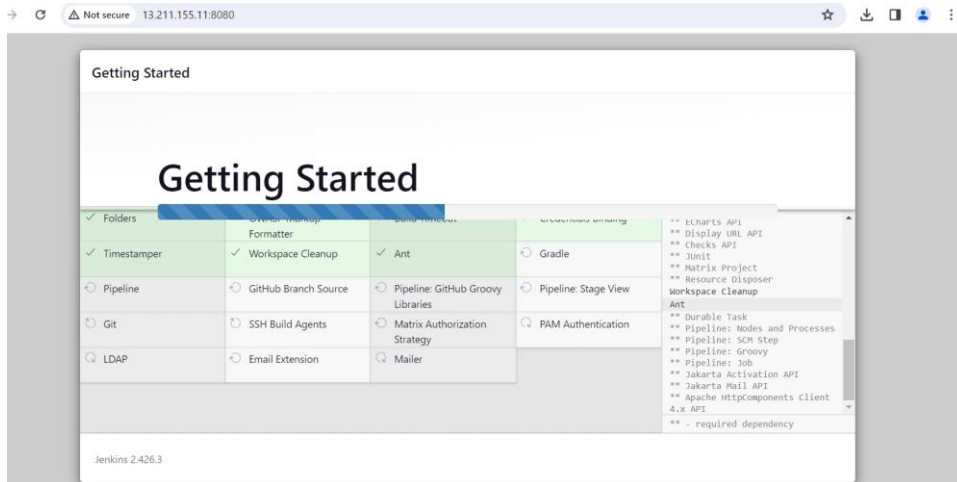 Not secure 13.211.155.11:8080
Getting Started
Getting Started
Folders
Formatter
Timestamper
Workspace Cleanup
Ant
Gradle
Pipeline
GitHub Branch Source
Pipeline: GitHub Groovy
Libraries
Pipeline: Stage View
Git
SSH Build Agents
Matrix Authorization
Strategy
PAM Authentication
LDAP
Email Extension
Mailer
** ECharts API
** Display URL API
** Checks API
** JUnit
** Matrix Project
** Resource Disposer
Workspace Cleanup
Ant
** Durable Task
** Pipeline: Nodes and Processes
** Pipeline: SCM Step
** Pipeline: Groovy
** Pipeline: Job
** Jakarta Activation API
** Jakarta Mail API
** Apache HttpComponents Client
4.x API
** - required dependency
Jenkins 2.426.3